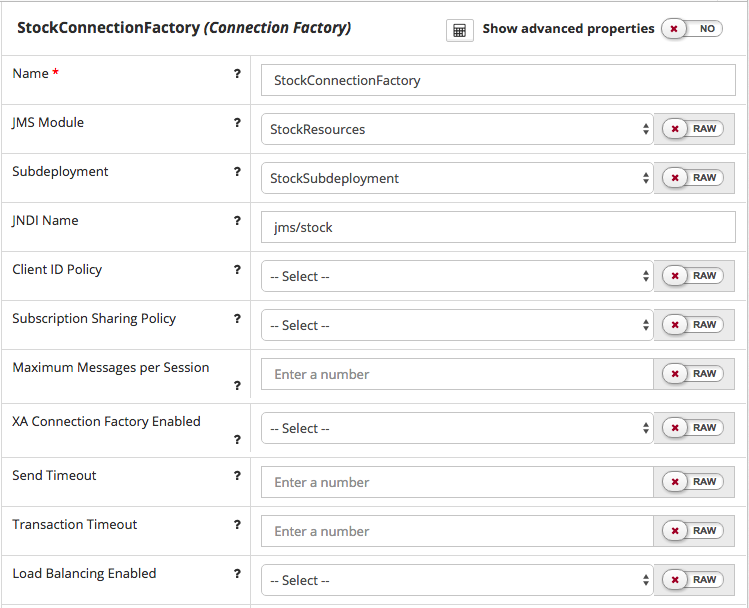 StockConnectionFactory (Connection Factory) Show advanced properties NO
Name * ? StockConnectionFactory
JMS Module ? StockResources RAW
Subdeployment ? StockSubdeployment RAW
JNDI Name ? jms/stock
Client ID Policy ? -- Select -- RAW
Subscription Sharing Policy ? -- Select -- RAW
Maximum Messages per Session ? Enter a number RAW
XA Connection Factory Enabled ? -- Select -- RAW
Send Timeout ? Enter a number RAW
Transaction Timeout ? Enter a number RAW
Load Balancing Enabled ? -- Select -- RAW